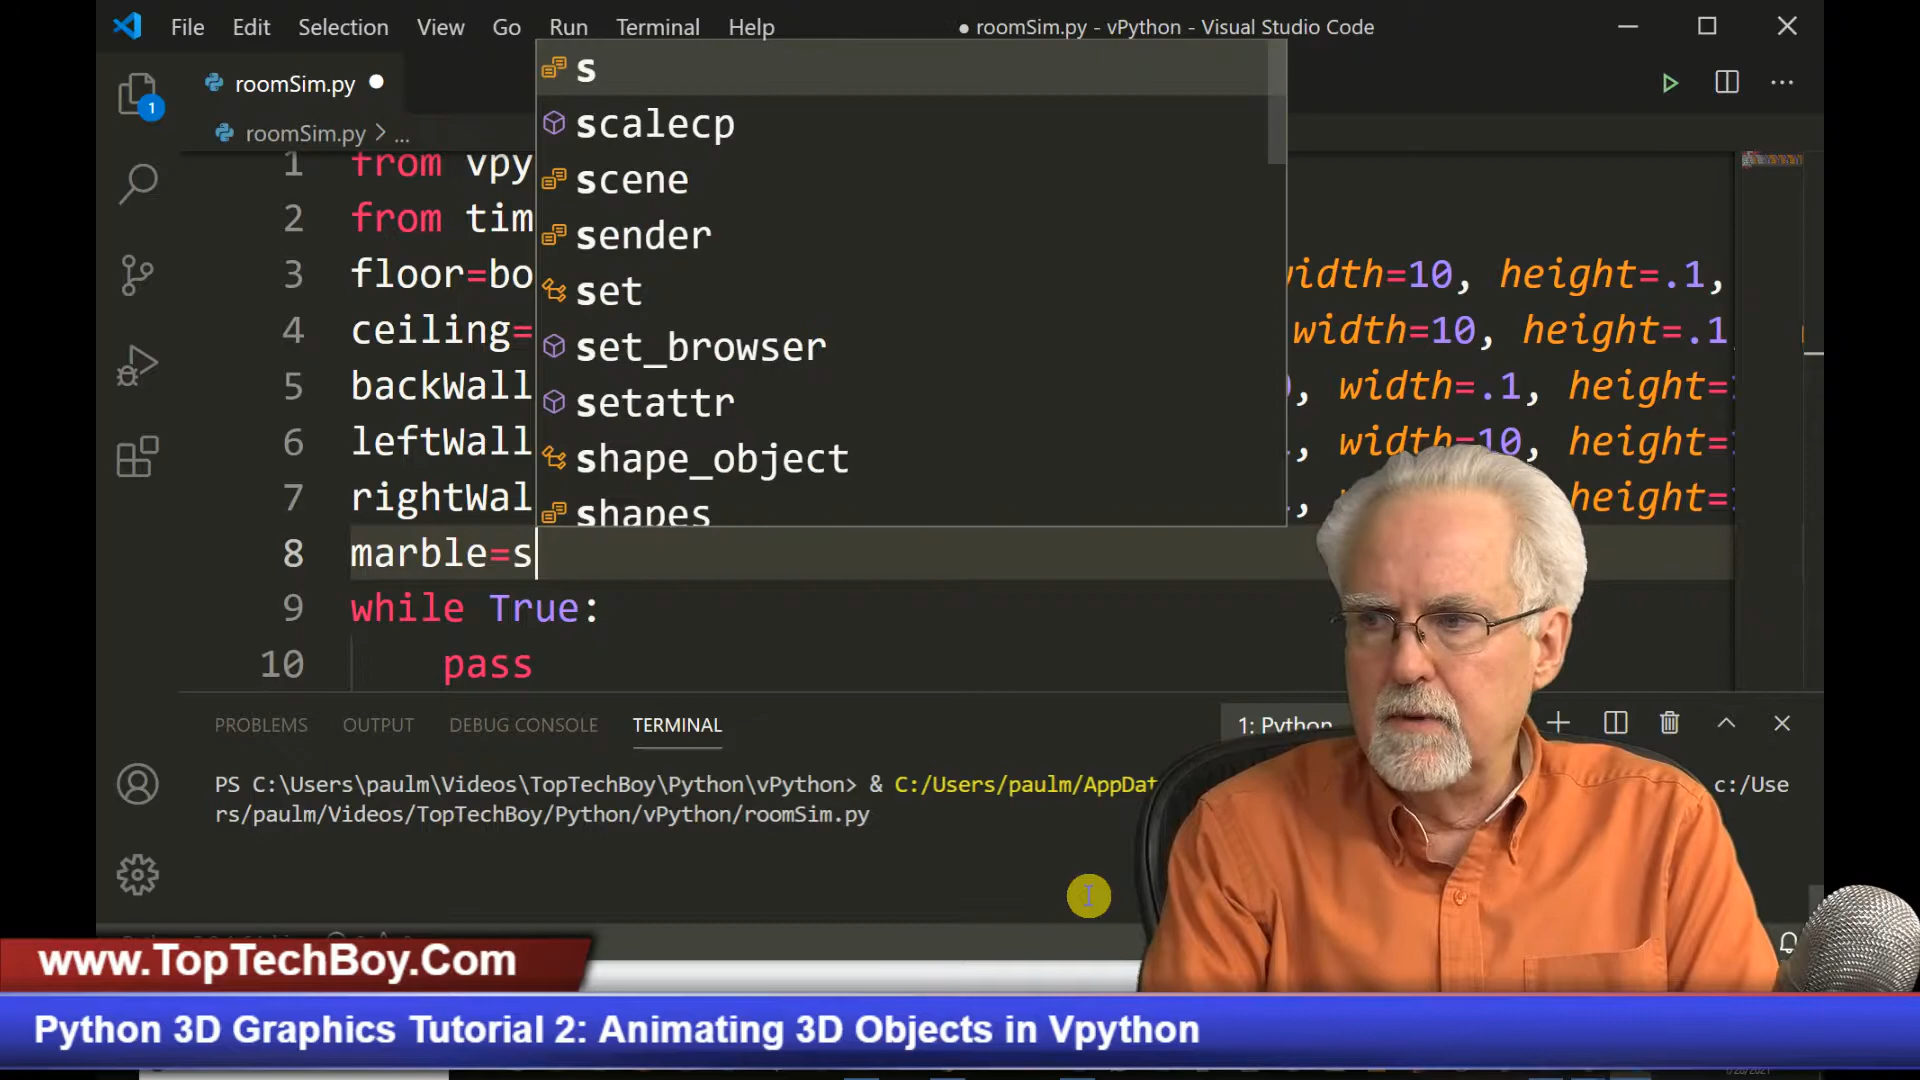 File Edit Selection View Go Run Terminal Help
● roomSim.py - vPython - Visual Studio Code
roomSim.py ●
roomSim.py > ...
s
scalecp
scene
sender
set
set_browser
setattr
shape_object
shapes
1 from vpy
2 from tim
3 floor=bo width=10, height=.1,
4 ceiling= width=10, height=.1
5 backWall , width=.1, height=
6 leftWall , width=10, height=
7 rightWal , height=
8 marble=s
9 while True:
10 pass
PROBLEMS OUTPUT DEBUG CONSOLE TERMINAL 1: Python
PS C:\Users\paulm\Videos\TopTechBoy\Python\vPython> & C:/Users/paulm/AppDat c:/Use
rs/paulm/Videos/TopTechBoy/Python/vPython/roomSim.py
www.TopTechBoy.Com
Python 3D Graphics Tutorial 2: Animating 3D Objects in Vpython